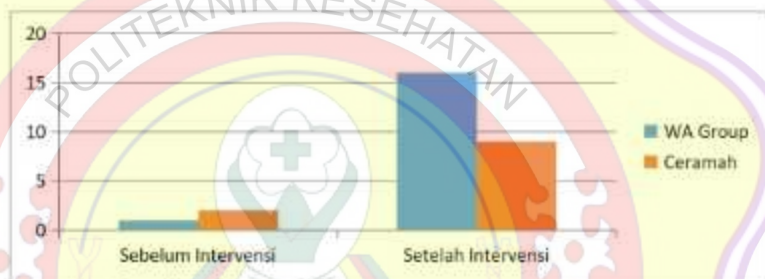 POLITEKNIK KESEHATAN
20
15
10
5
0
Sebelum Intervensi
Setelah Intervensi
WA Group
Ceramah